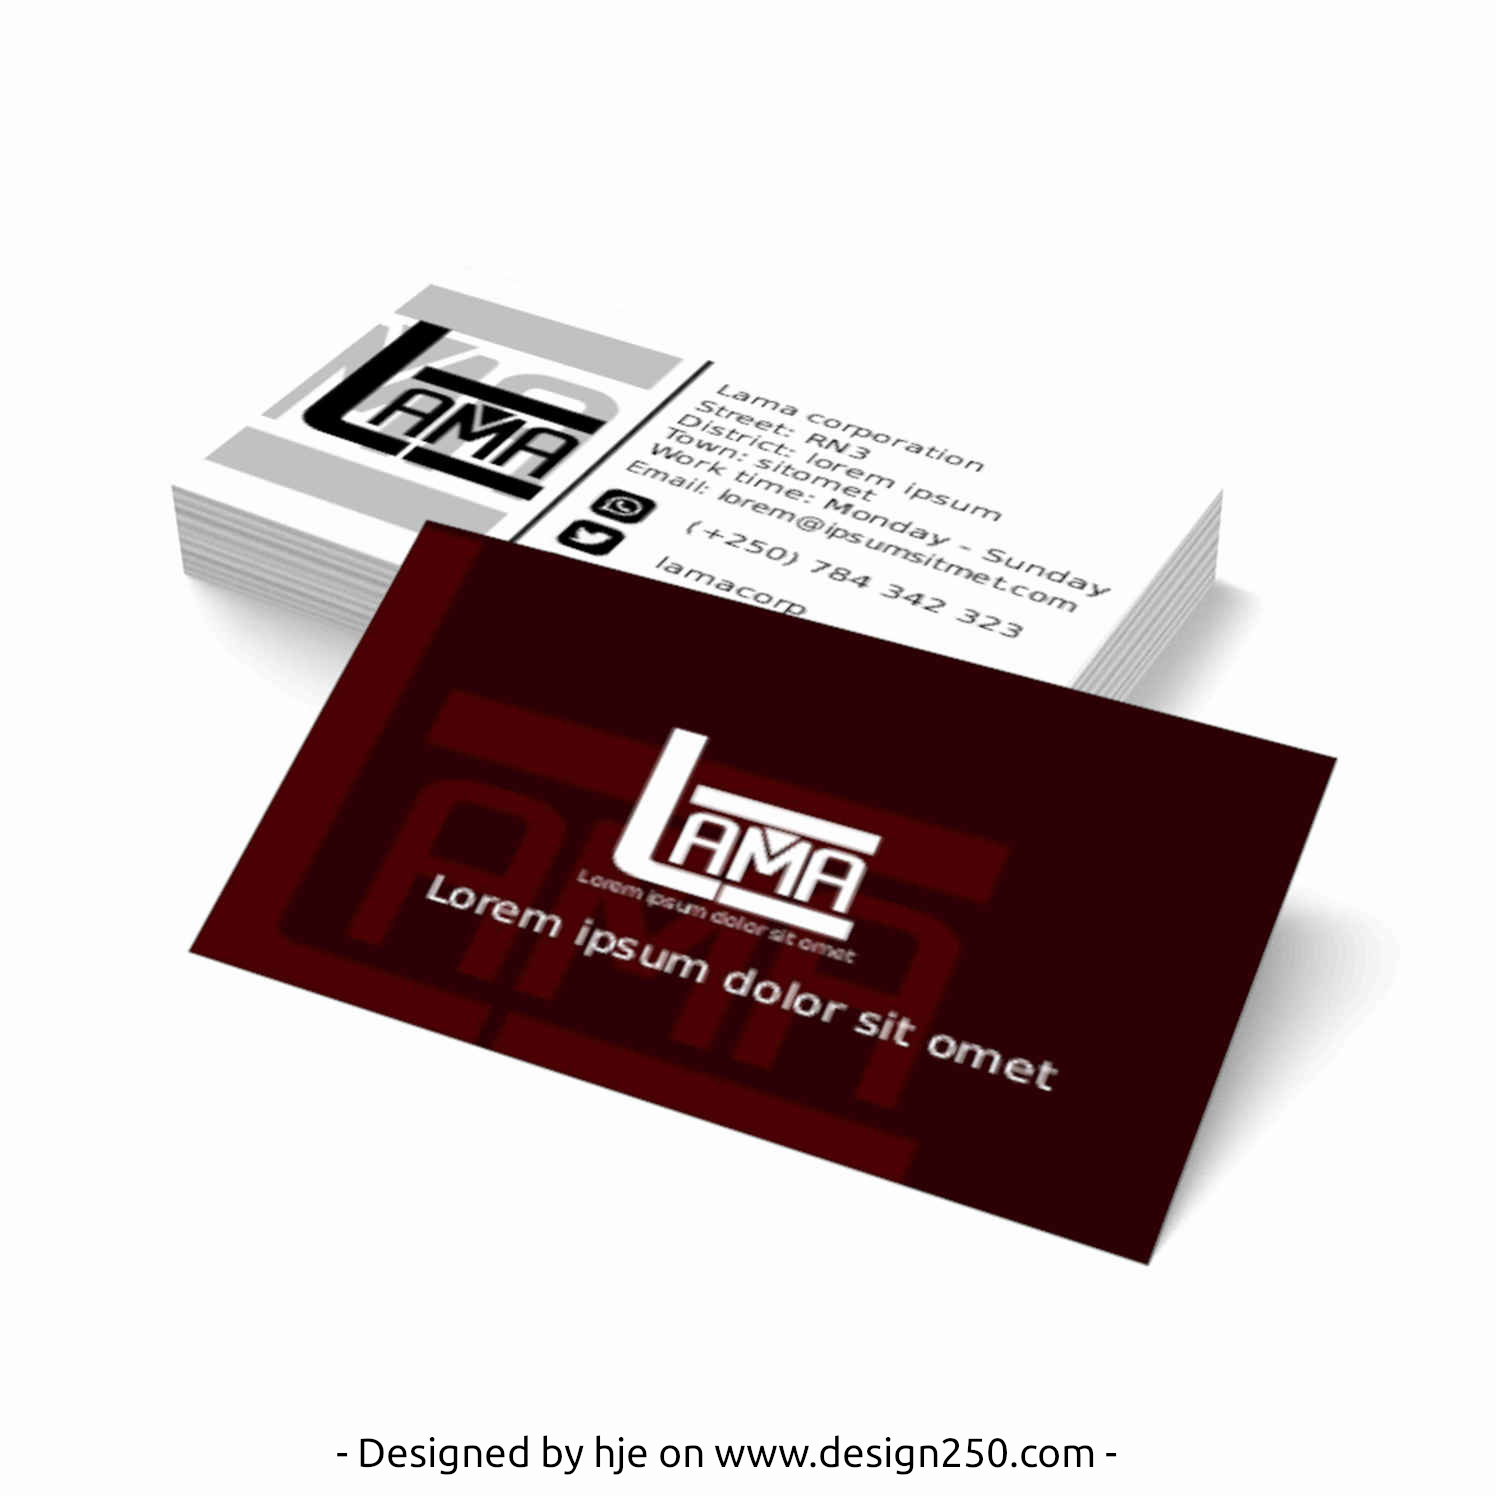 LAMA
Lama corporation
Street: RN3
District: lorem ipsum
Town: sitomet
Work time: Monday - Sunday
Email: lorem@ipsumsitmet.com
(+250) 784 342 323
lamacorp
LAMA
Lorem ipsum dolor sit omet
Lorem ipsum dolor sit omet
- Designed by hje on www.design250.com -